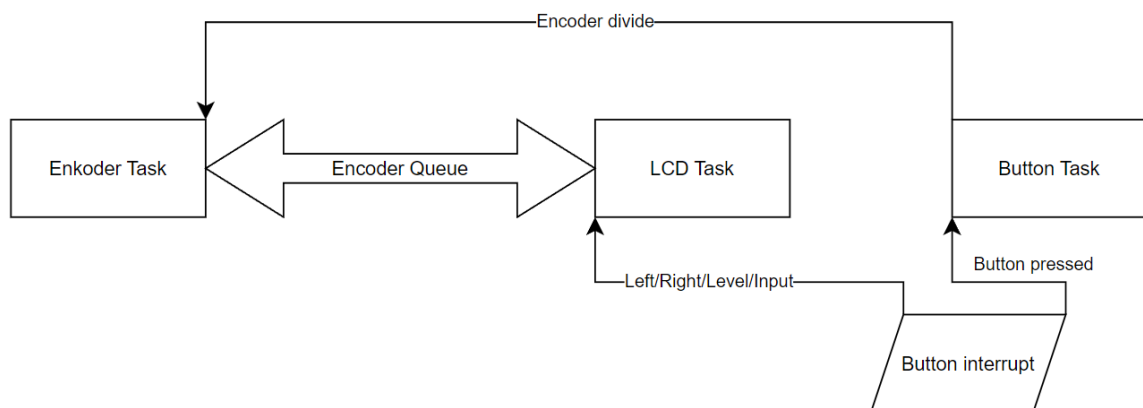 Encoder divide
Enkoder Task
Encoder Queue
LCD Task
Button Task
Left/Right/Level/Input
Button pressed
Button interrupt